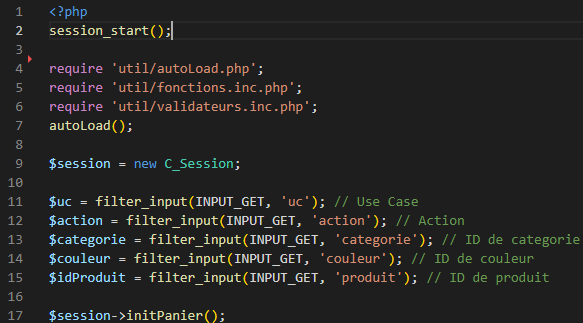 1 <?php
2 session_start();
3
4 require 'util/autoLoad.php';
5 require 'util/fonctions.inc.php';
6 require 'util/validateurs.inc.php';
7 autoLoad();
8
9 $session = new C_Session;
10
11 $uc = filter_input(INPUT_GET, 'uc'); // Use Case
12 $action = filter_input(INPUT_GET, 'action'); // Action
13 $categorie = filter_input(INPUT_GET, 'categorie'); // ID de categorie
14 $couleur = filter_input(INPUT_GET, 'couleur'); // ID de couleur
15 $idProduit = filter_input(INPUT_GET, 'produit'); // ID de produit
16
17 $session->initPanier();